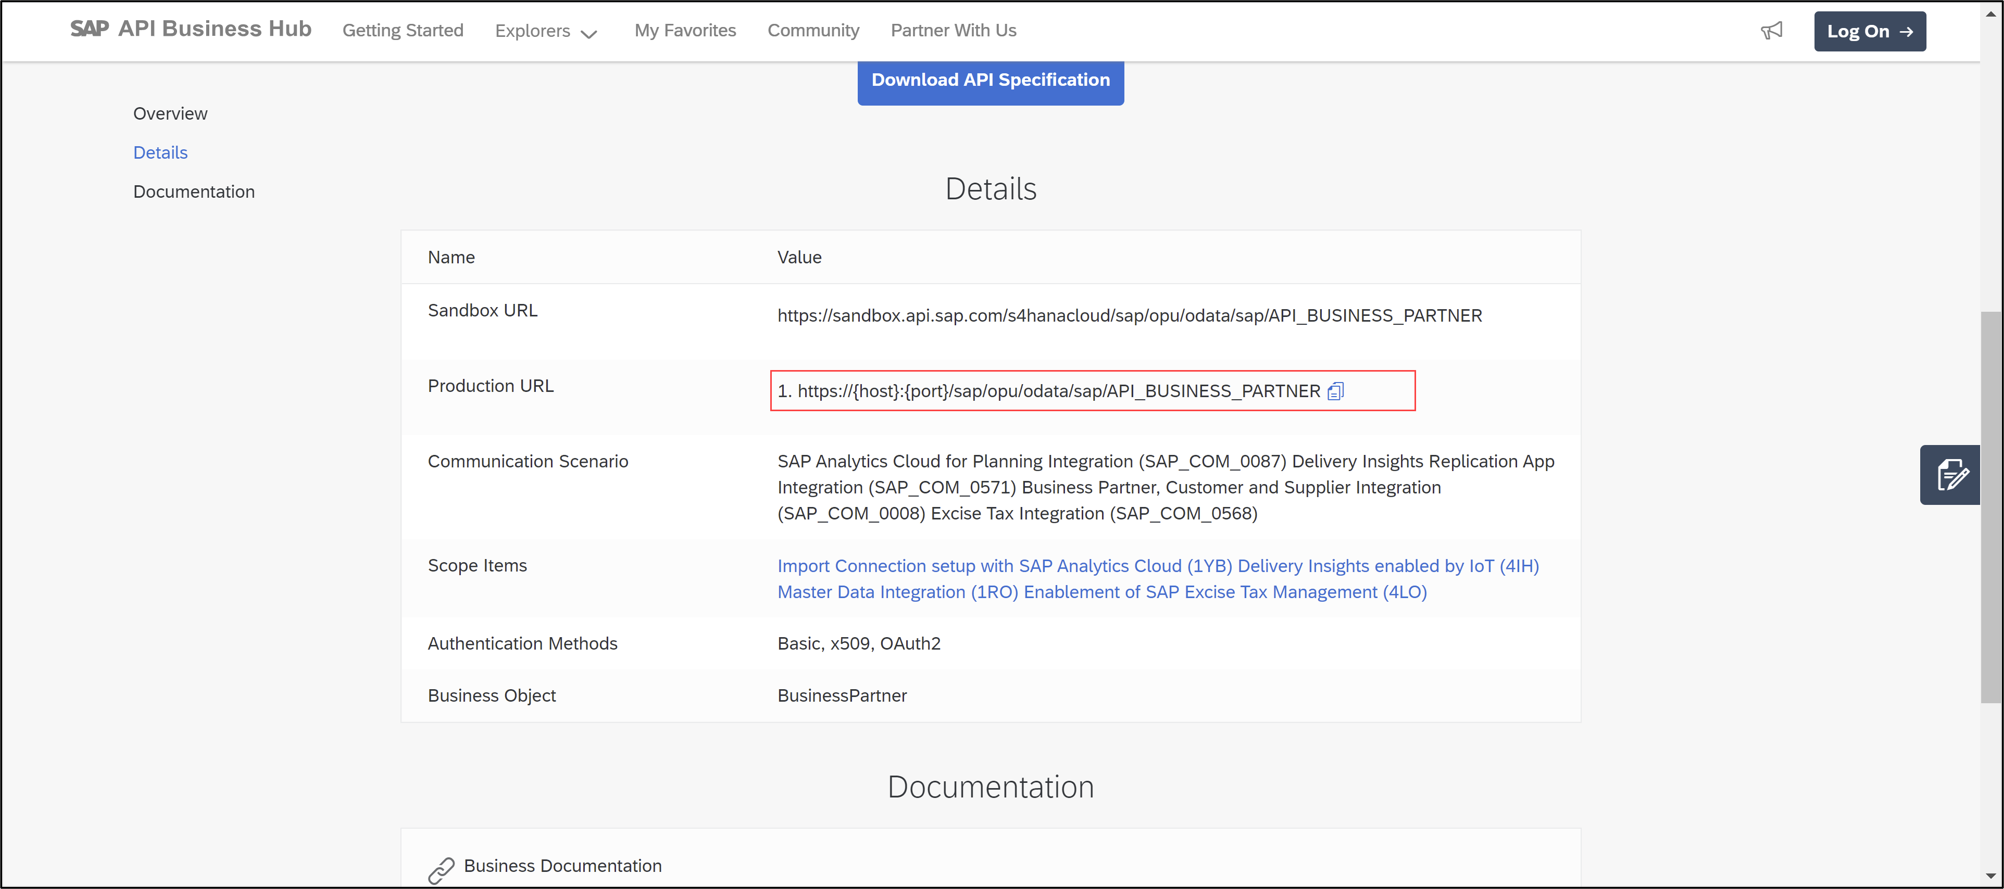 SAP API Business Hub Getting Started Explorers My Favorites Community Partner With Us Log On →
Download API Specification
Overview
Details
Documentation
Details
Name Value
Sandbox URL https://sandbox.api.sap.com/s4hanacloud/sap/opu/odata/sap/API_BUSINESS_PARTNER
Production URL 1. https://{host}:{port}/sap/opu/odata/sap/API_BUSINESS_PARTNER
Communication Scenario SAP Analytics Cloud for Planning Integration (SAP_COM_0087) Delivery Insights Replication App
Integration (SAP_COM_0571) Business Partner, Customer and Supplier Integration
(SAP_COM_0008) Excise Tax Integration (SAP_COM_0568)
Scope Items Import Connection setup with SAP Analytics Cloud (1YB) Delivery Insights enabled by IoT (4IH)
Master Data Integration (1RO) Enablement of SAP Excise Tax Management (4LO)
Authentication Methods Basic, x509, OAuth2
Business Object BusinessPartner
Documentation
Business Documentation